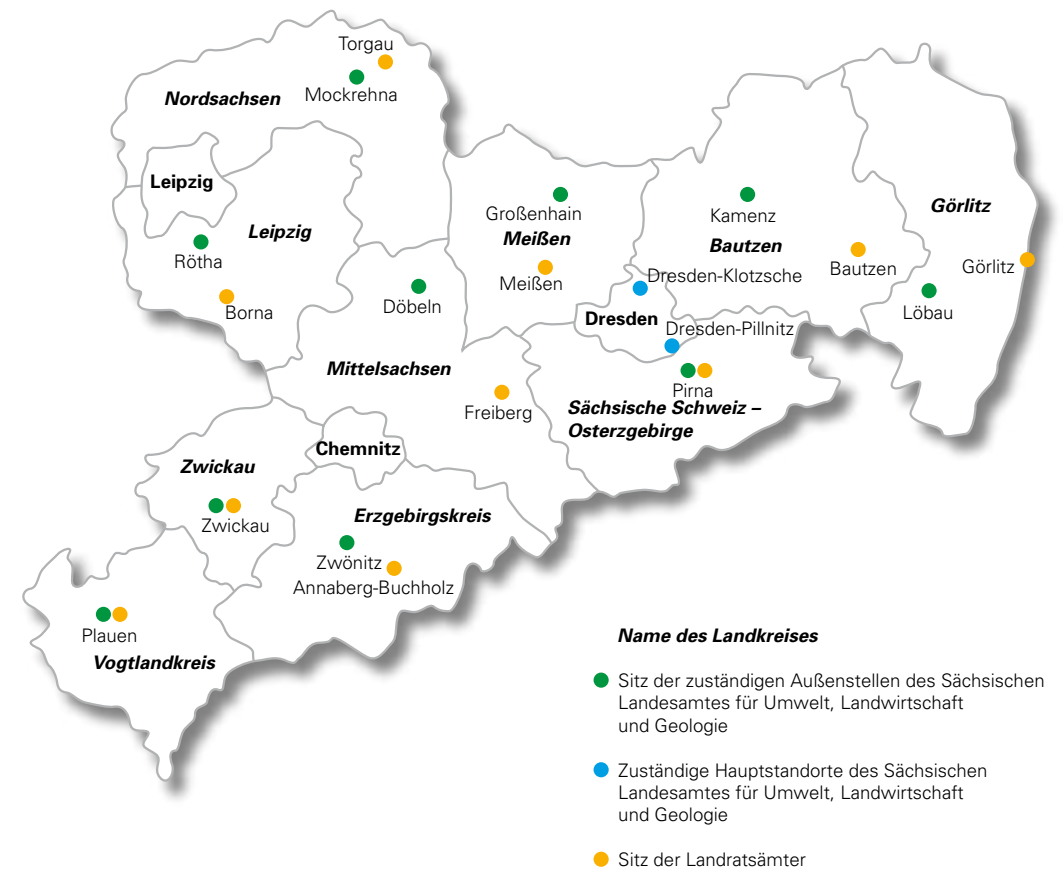 Torgau
Mockrehna
Nordsachsen
Leipzig
Leipzig
Rötha
Borna
Döbeln
Großenhain
Meißen
Meißen
Kamenz
Bautzen
Bautzen
Görlitz
Görlitz
Löbau
Dresden-Klotzsche
Dresden
Dresden-Pillnitz
Pirna
Sächsische Schweiz –
Osterzgebirge
Mittelsachsen
Freiberg
Chemnitz
Zwickau
Zwickau
Erzgebirgskreis
Zwönitz
Annaberg-Buchholz
Plauen
Vogtlandkreis
Name des Landkreises
Sitz der zuständigen Außenstellen des Sächsischen
Landesamtes für Umwelt, Landwirtschaft
und Geologie
Zuständige Hauptstandorte des Sächsischen
Landesamtes für Umwelt, Landwirtschaft
und Geologie
Sitz der Landratsämter